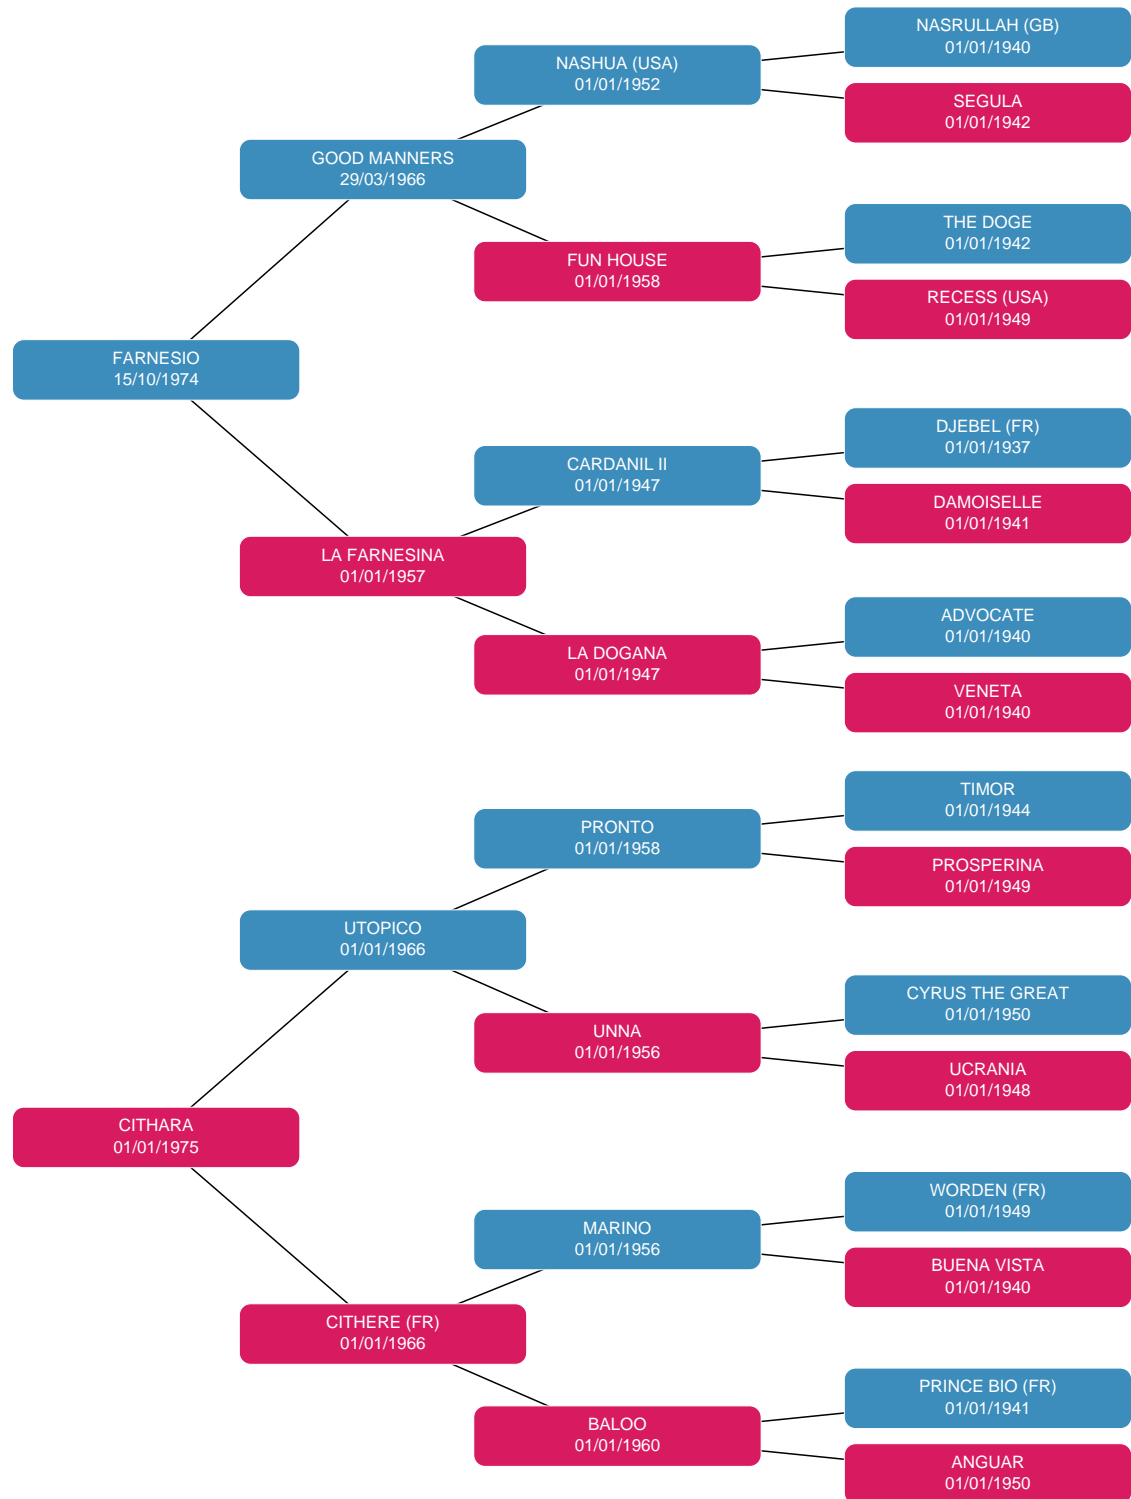 NASRULLAH (GB)
01/01/1940
NASHUA (USA)
01/01/1952
SEGULA
01/01/1942
GOOD MANNERS
29/03/1966
THE DOGE
01/01/1942
FUN HOUSE
01/01/1958
RECESS (USA)
01/01/1949
FARNESIO
15/10/1974
DJEBEL (FR)
01/01/1937
CARDANIL II
01/01/1947
DAMOISELLE
01/01/1941
LA FARNESINA
01/01/1957
ADVOCATE
01/01/1940
LA DOGANA
01/01/1947
VENETA
01/01/1940
TIMOR
01/01/1944
PRONTO
01/01/1958
PROSPERINA
01/01/1949
UTOPICO
01/01/1966
CYRUS THE GREAT
01/01/1950
UNNA
01/01/1956
UCRANIA
01/01/1948
CITHARA
01/01/1975
WORDEN (FR)
01/01/1949
MARINO
01/01/1956
BUENA VISTA
01/01/1940
CITHERE (FR)
01/01/1966
PRINCE BIO (FR)
01/01/1941
BALOO
01/01/1960
ANGUAR
01/01/1950